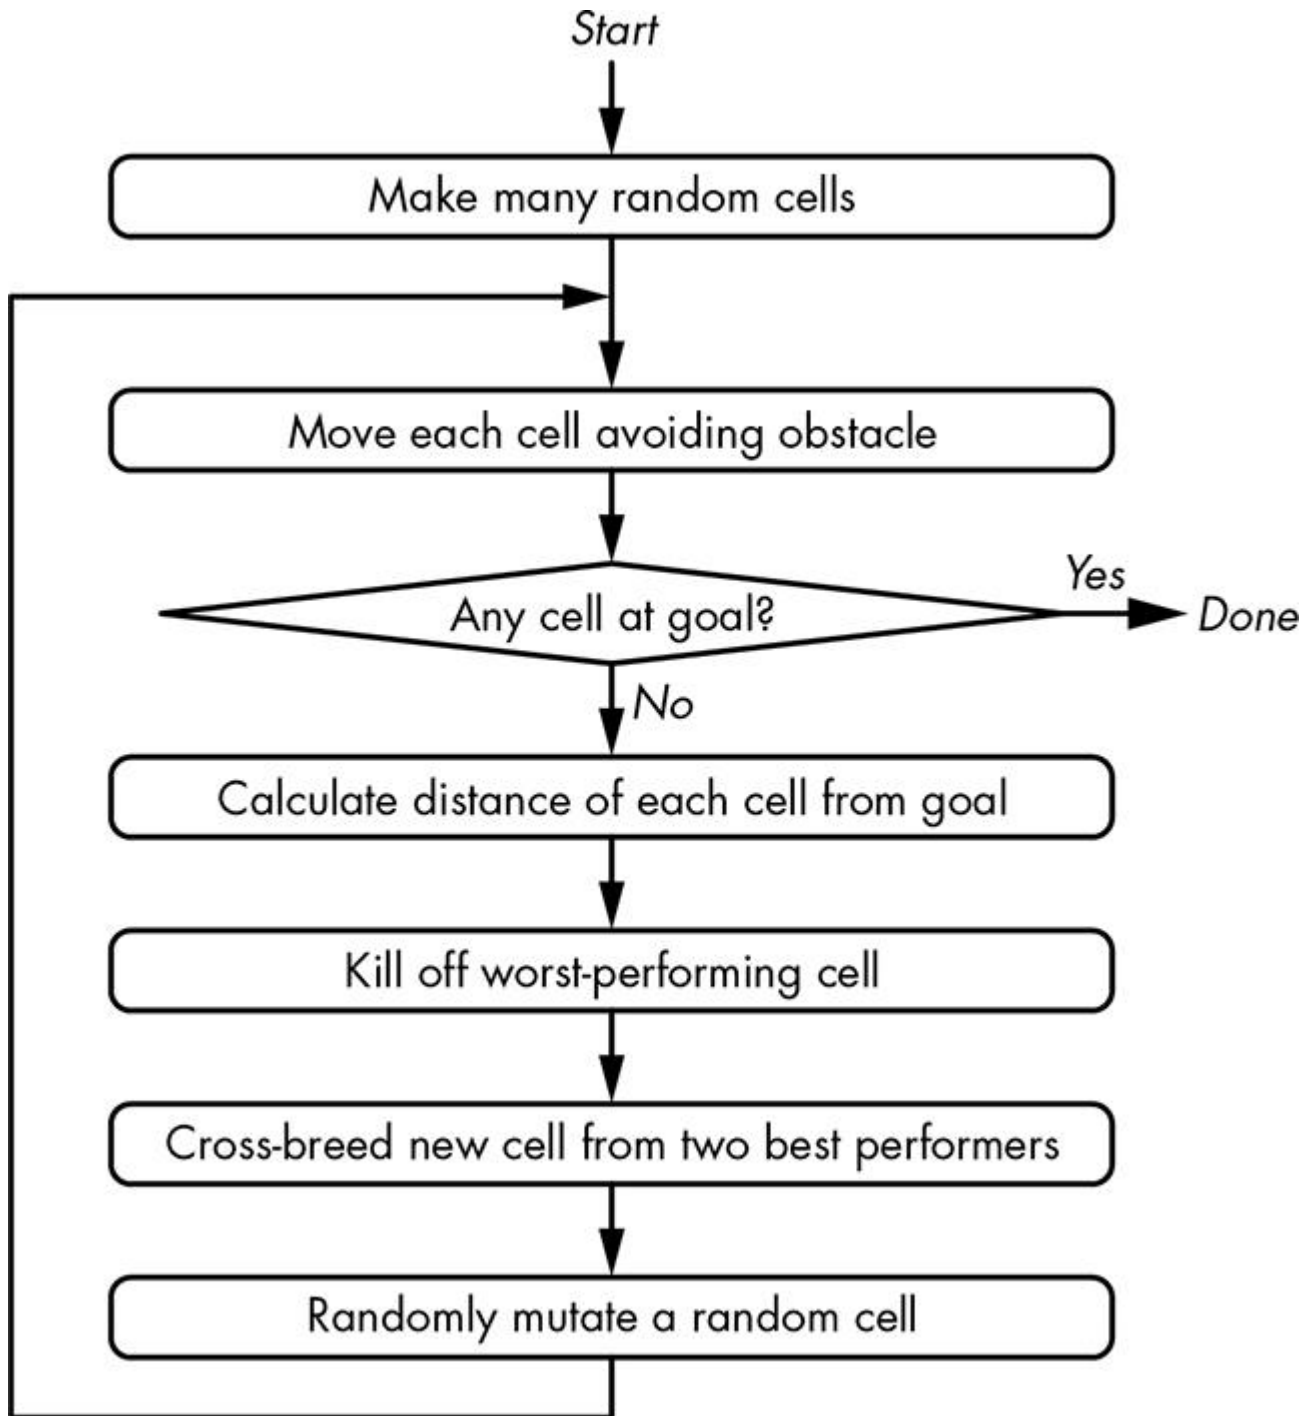 Start
Make many random cells
Move each cell avoiding obstacle
Any cell at goal?
Yes
Done
No
Calculate distance of each cell from goal
Kill off worst-performing cell
Cross-breed new cell from two best performers
Randomly mutate a random cell